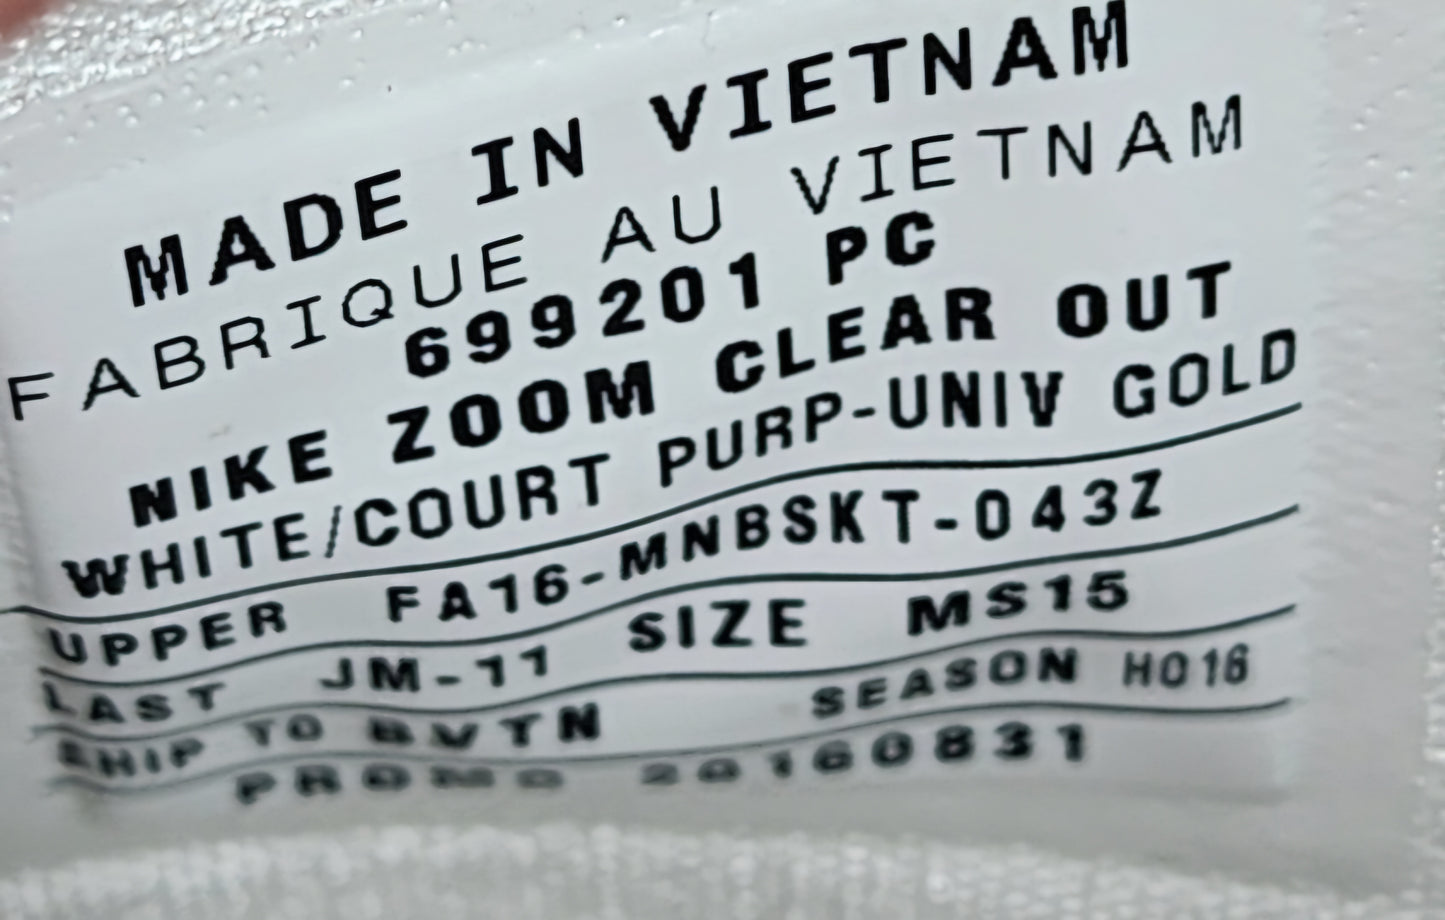 MADE IN VIETNAM
FABRIQUE AU VIETNAM
699201 PC
NIKE ZOOM CLEAR OUT
WHITE/COURT PURP-UNIV GOLD
UPPER FA16-MNBSKT-043Z
LAST JM-11 SIZE MS15
SHIP TO BVTN SEASON HO16
PROMO 20160831